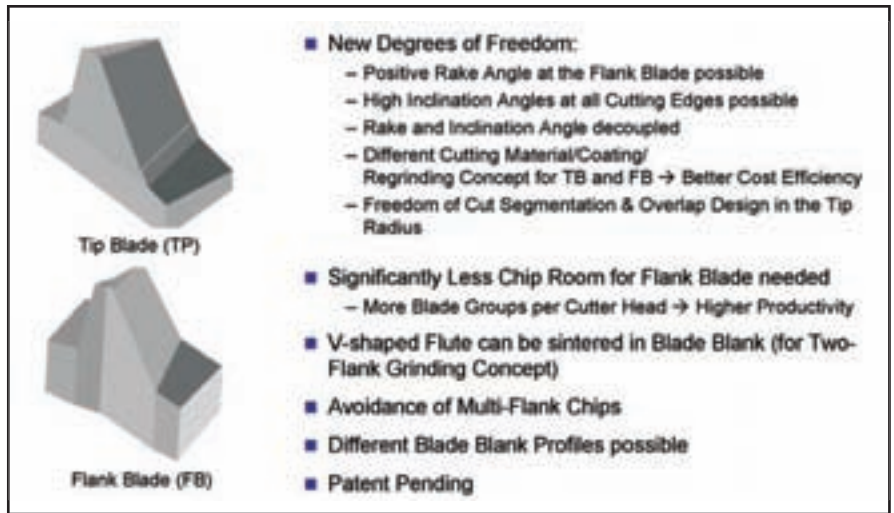 New Degrees of Freedom:
– Positive Rake Angle at the Flank Blade possible
– High Inclination Angles at all Cutting Edges possible
– Rake and Inclination Angle decoupled
– Different Cutting Material/Coating/
Regrinding Concept for TB and FB → Better Cost Efficiency
– Freedom of Cut Segmentation & Overlap Design in the Tip
Radius
Tip Blade (TP)
Significantly Less Chip Room for Flank Blade needed
– More Blade Groups per Cutter Head → Higher Productivity
V-shaped Flute can be sintered in Blade Blank (for Two-
Flank Grinding Concept)
Avoidance of Multi-Flank Chips
Different Blade Blank Profiles possible
Patent Pending
Flank Blade (FB)